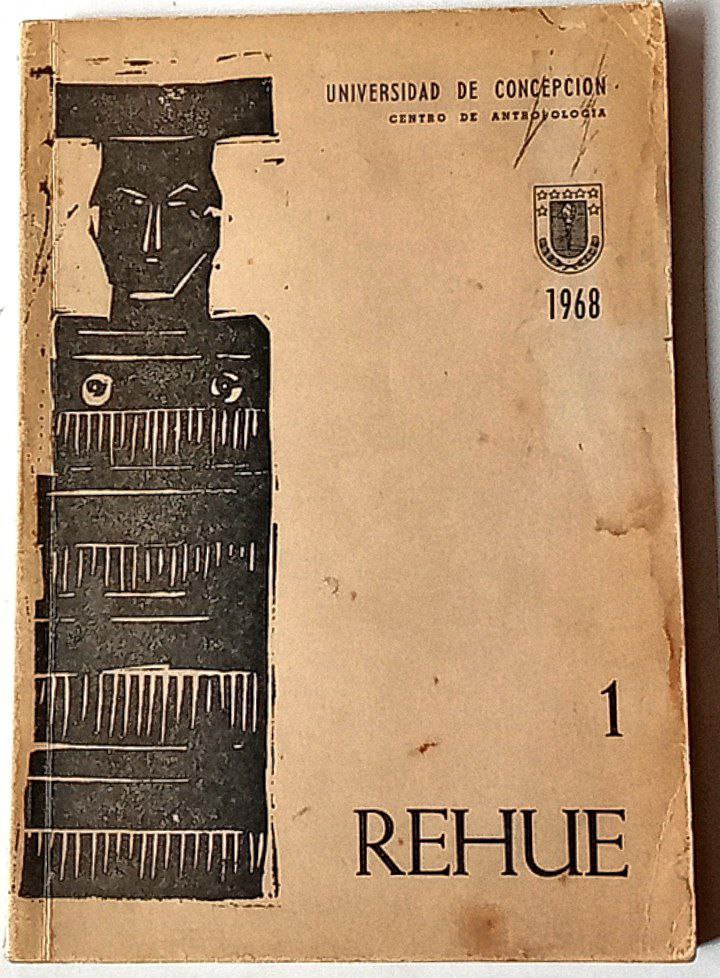 UNIVERSIDAD DE CONCEPCION
CENTRO DE ANTROPOLOGIA
1968
1
REHUE